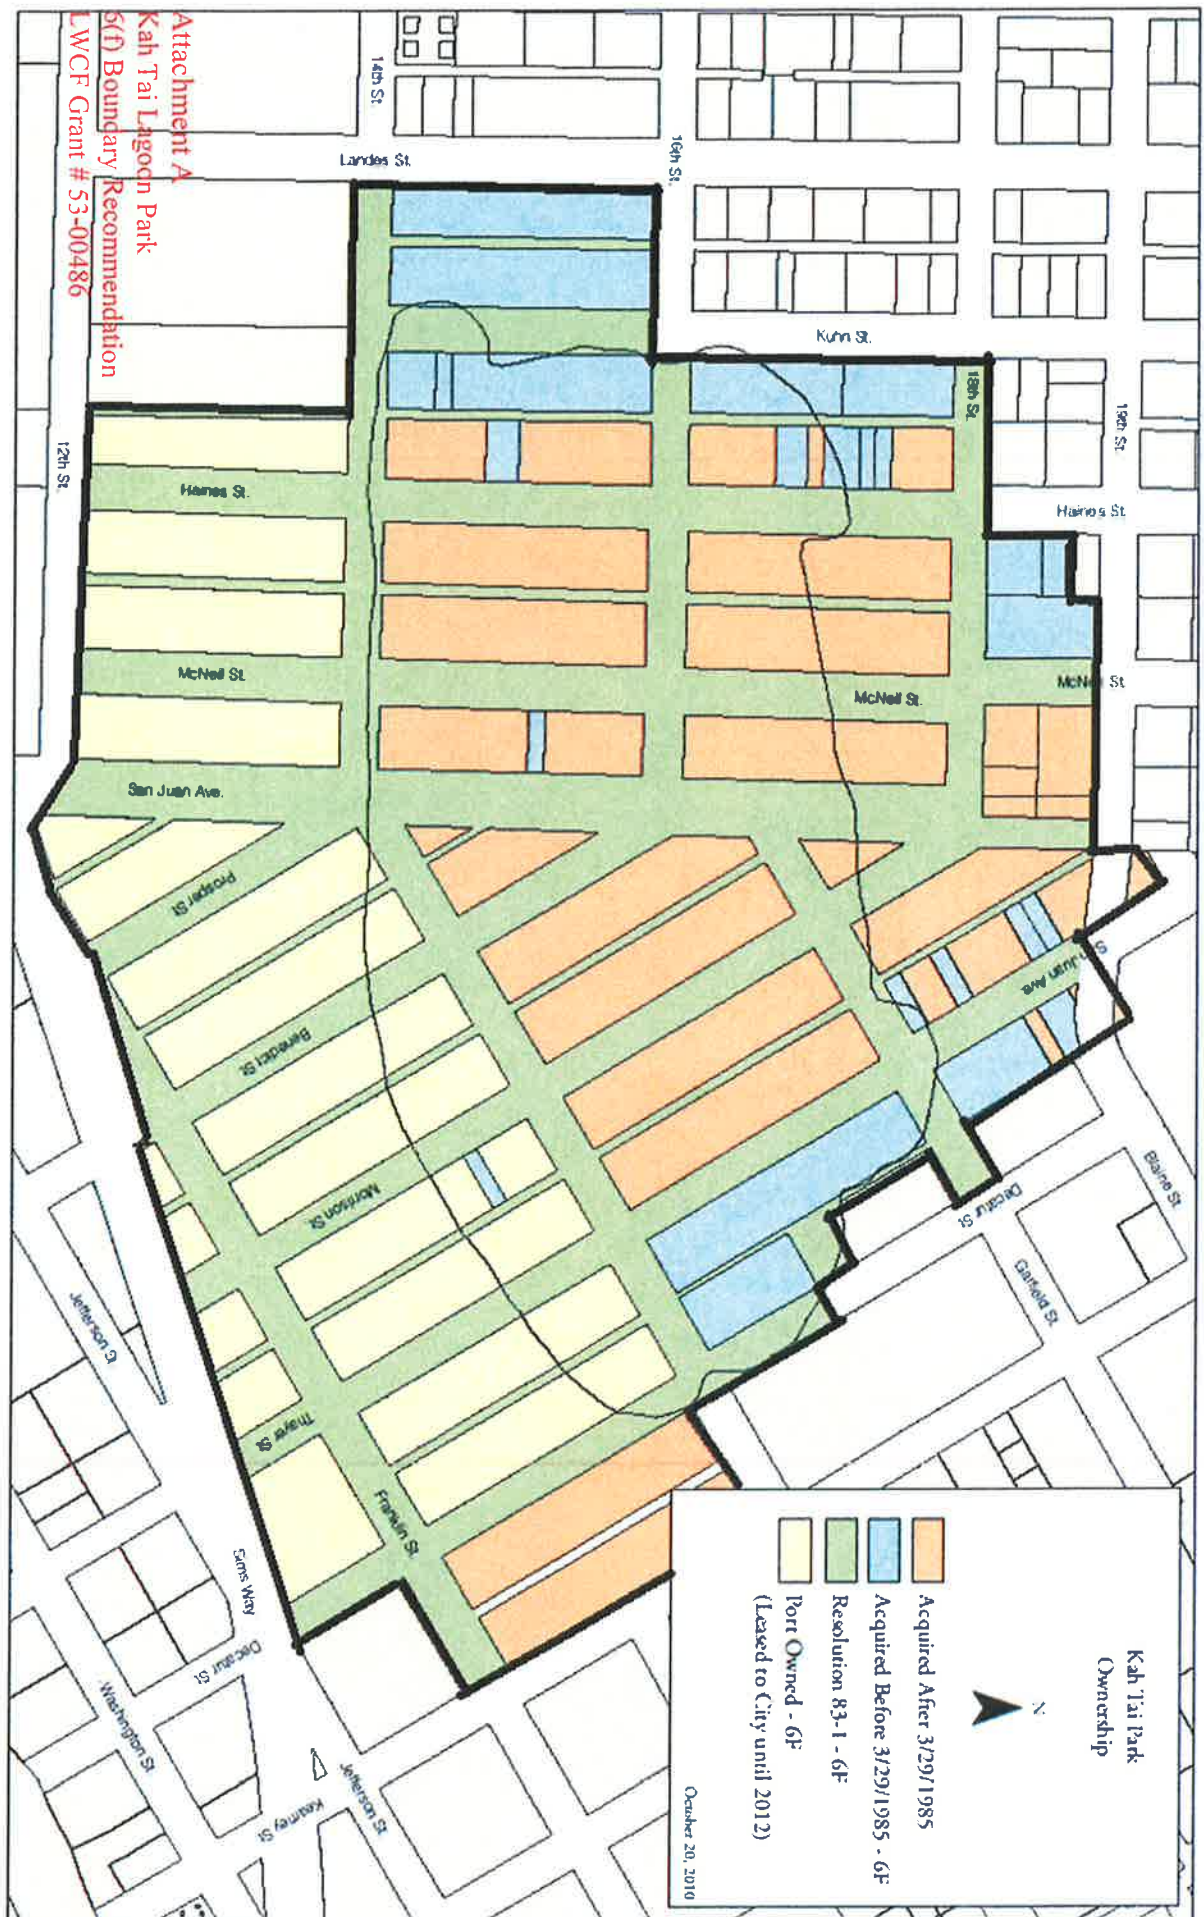 Attachment A
Kah Tai Lagoon Park
6(f) Boundary Recommendation
LWCF Grant # 53-00486
Kah Tai Park
Ownership
N
Acquired After 3/29/1985
Acquired Before 3/29/1985 - 6F
Resolution 83-1 - 6F
Port Owned - 6F
(Leased to City until 2012)
October 20, 2010
19th St.
Haines St.
McNeil St.
18th St.
Kuhn St.
16th St.
Landes St.
14th St.
McNeil St.
San Juan Ave.
Blaine St.
Decatur St.
Garfield St.
12th St.
Haines St.
McNeil St.
San Juan Ave.
Prosper St.
Benedict St.
Morrison St.
Thayer St.
Franklin St.
Jefferson St.
Sims Way
Decatur St.
Washington St.
Jefferson St.
Kearney St.